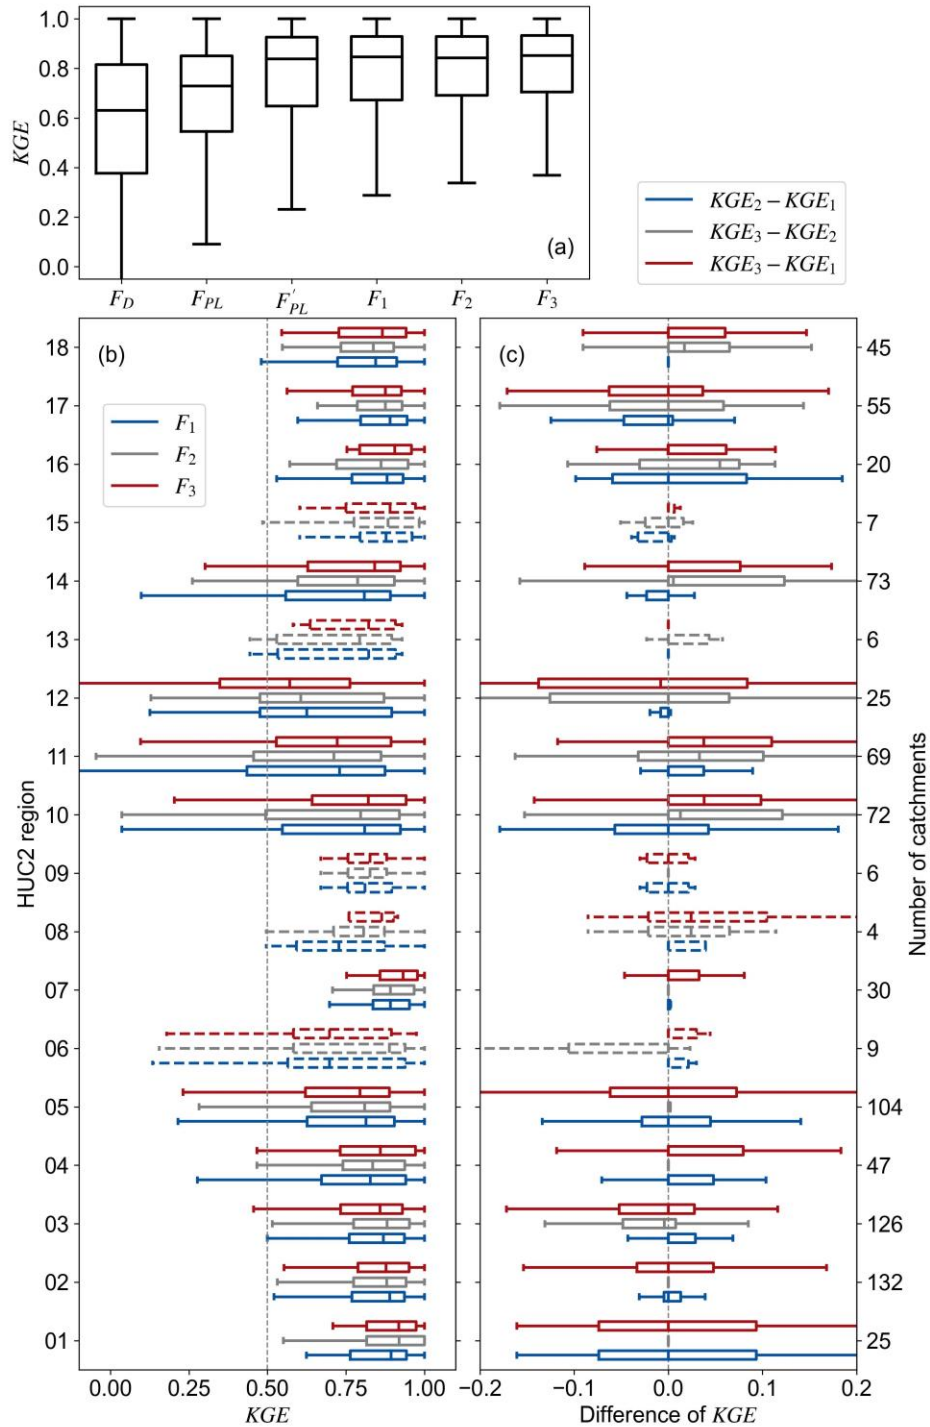 1.0
0.8
0.6
0.4
0.2
0.0
KGE
(a)
F_D F_PL F'_PL F_1 F_2 F_3
KGE_2 − KGE_1
KGE_3 − KGE_2
KGE_3 − KGE_1
(b)
(c)
F_1
F_2
F_3
18 45
17 55
16 20
15 7
14 73
13 6
12 25
11 69
10 72
09 6
08 4
07 30
06 9
05 104
04 47
03 126
02 132
01 25
HUC2 region
Number of catchments
0.00 0.25 0.50 0.75 1.00 −0.2 −0.1 0.0 0.1 0.2
KGE
Difference of KGE